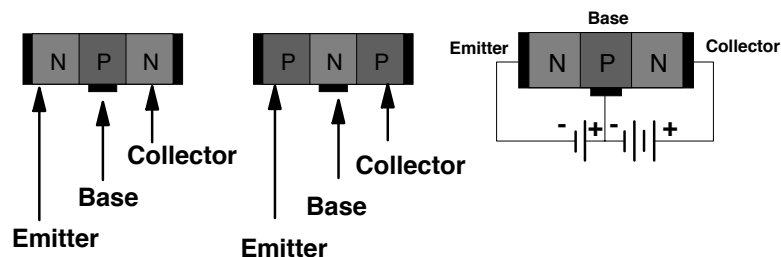 N P N
Collector
Base
Emitter
P N P
Collector
Base
Emitter
Base
Emitter
Collector
N P N
- + - +